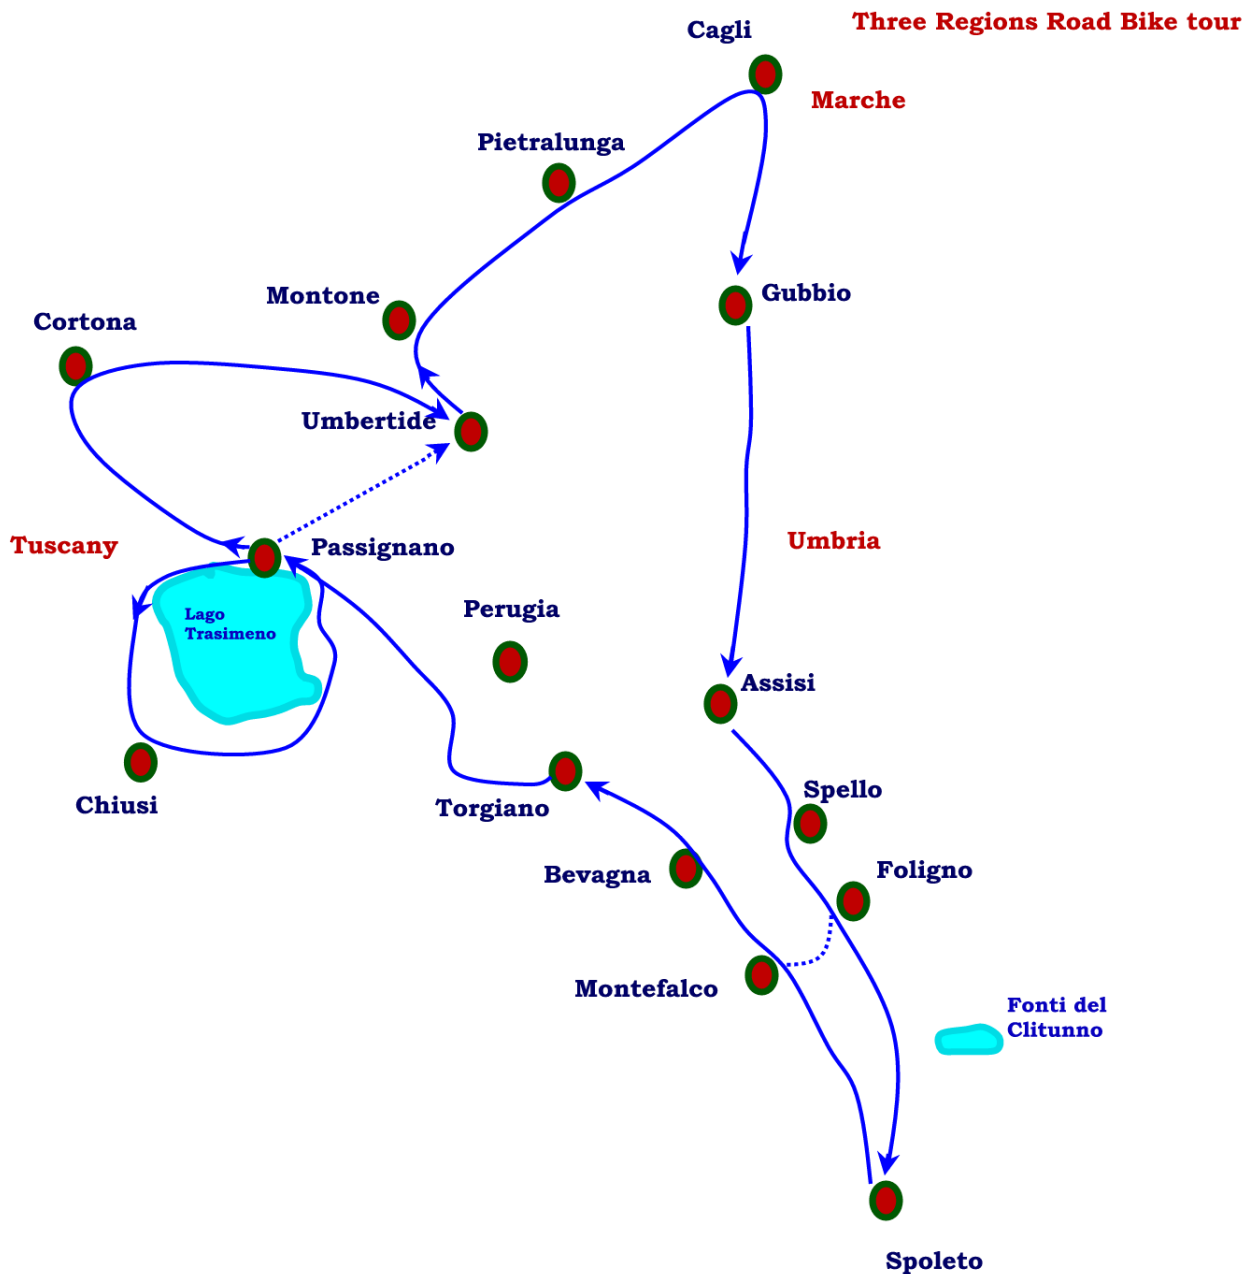 Three Regions Road Bike tour
Cagli
Marche
Pietralunga
Gubbio
Montone
Cortona
Umbertide
Tuscany
Passignano
Umbria
Lago
Trasimeno
Perugia
Assisi
Chiusi
Torgiano
Spello
Bevagna
Foligno
Montefalco
Fonti del
Clitunno
Spoleto